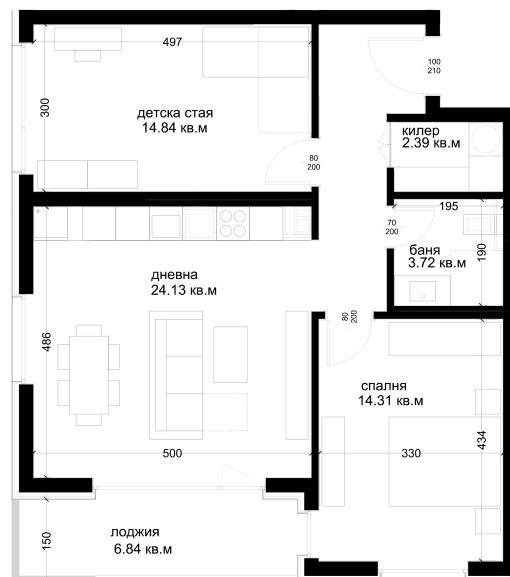 497
300
детска стая
14.84 кв.м
100
210
80
200
килер
2.39 кв.м
195
70
200
баня
3.72 кв.м
190
дневна
24.13 кв.м
486
80
200
спалня
14.31 кв.м
434
500
330
150
лоджия
6.84 кв.м